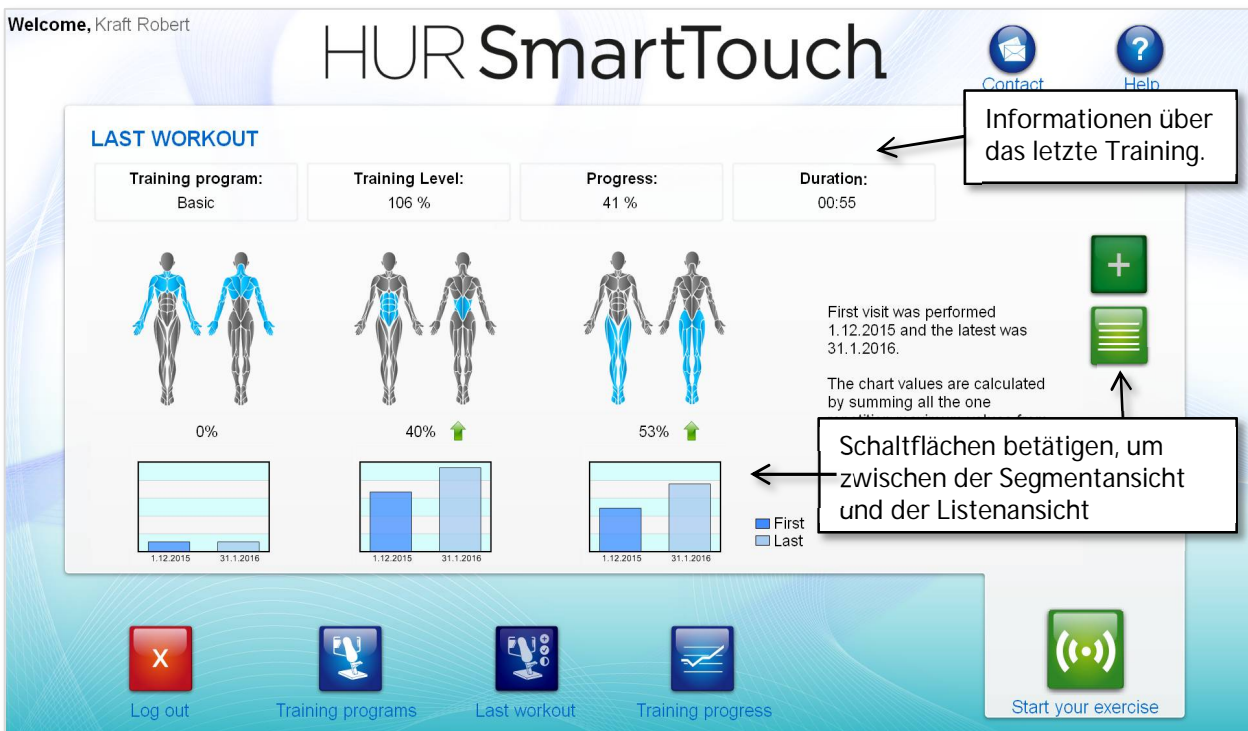 Welcome, Kraft Robert
HUR SmartTouch
Contact
Help
Informationen über
das letzte Training.
LAST WORKOUT
Training program:
Basic
Training Level:
106 %
Progress:
41 %
Duration:
00:55
First visit was performed
1.12.2015 and the latest was
31.1.2016.
The chart values are calculated
by summing all the one
0%
40%
53%
Schaltflächen betätigen, um
zwischen der Segmentansicht
und der Listenansicht
First
Last
1.12.2015 31.1.2016
1.12.2015 31.1.2016
1.12.2015 31.1.2016
X
Log out
Training programs
Last workout
Training progress
Start your exercise